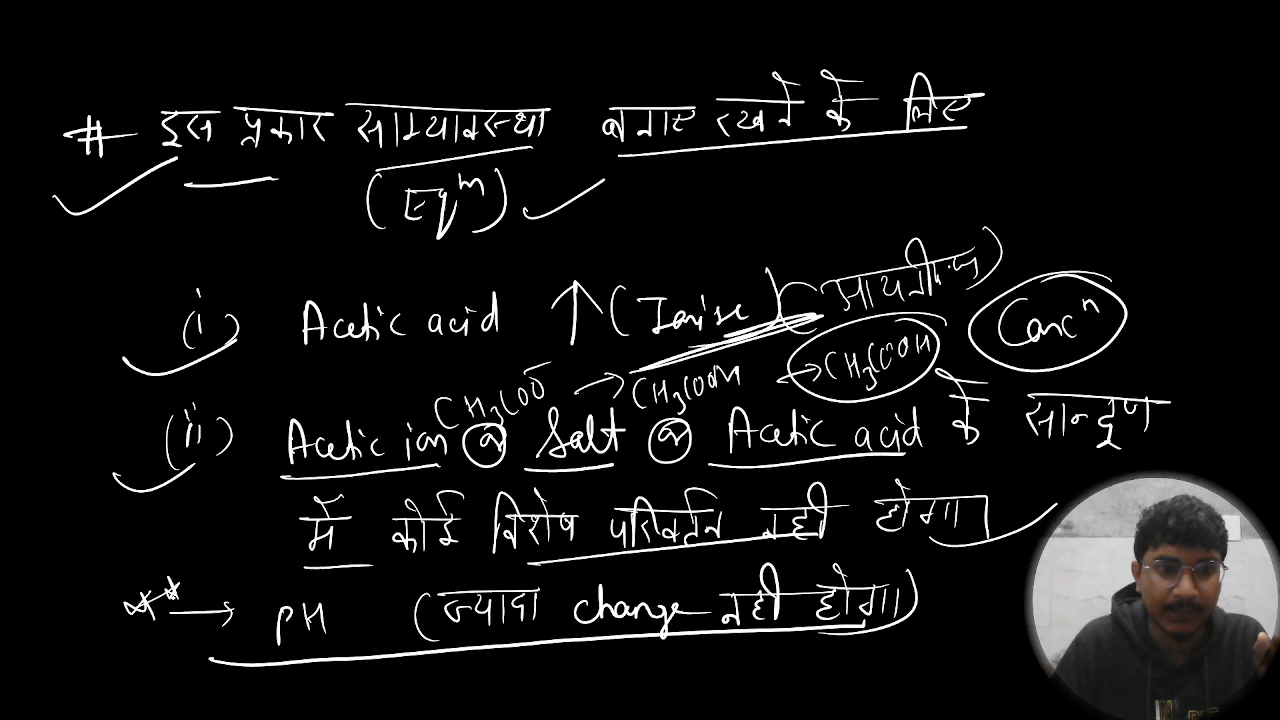 # इस प्रकार साम्यावस्था बनाए रखने के लिए
(Eqᵐ)
(i) Acetic acid ↑ (Ionise) (आयनीकरण) Concⁿ
CH₃COO⁻ → CH₃COOH → CH₃COOH
(ii) Acetic ion @ Salt @ Acetic acid के सान्द्रण
में कोई विशेष परिवर्तन नही होगा
→ pH (ज्यादा change नही होगा)